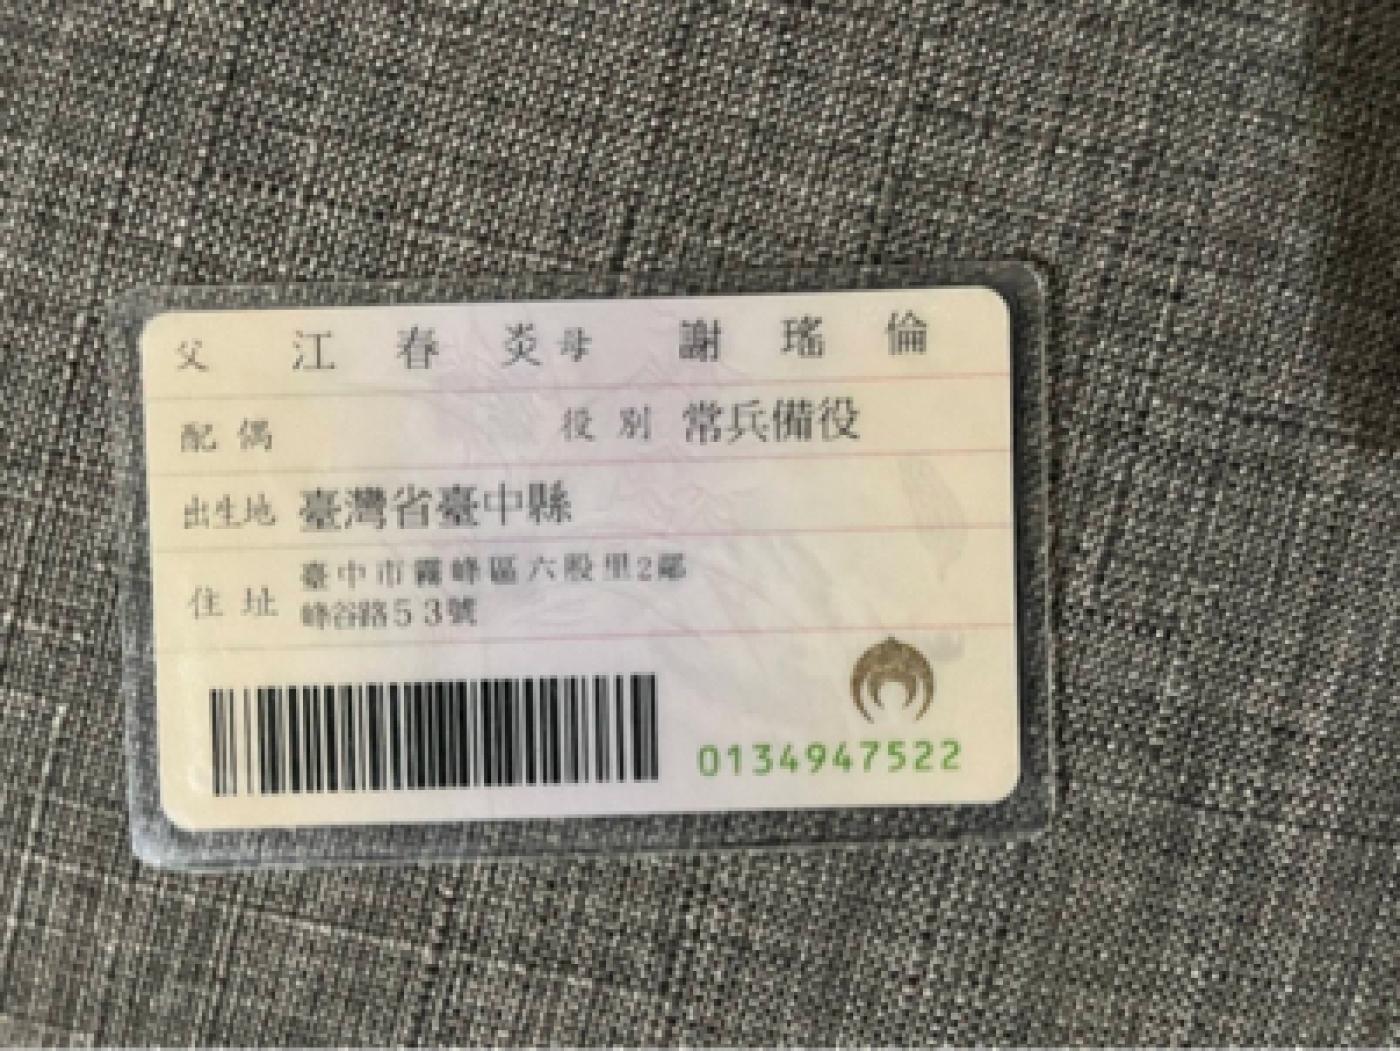 父 江春炎 母 謝瑤倫
配偶 役別 常兵備役
出生地 臺灣省臺中縣
住址 臺中市霧峰區六股里2鄰
峰谷路53號
0134947522